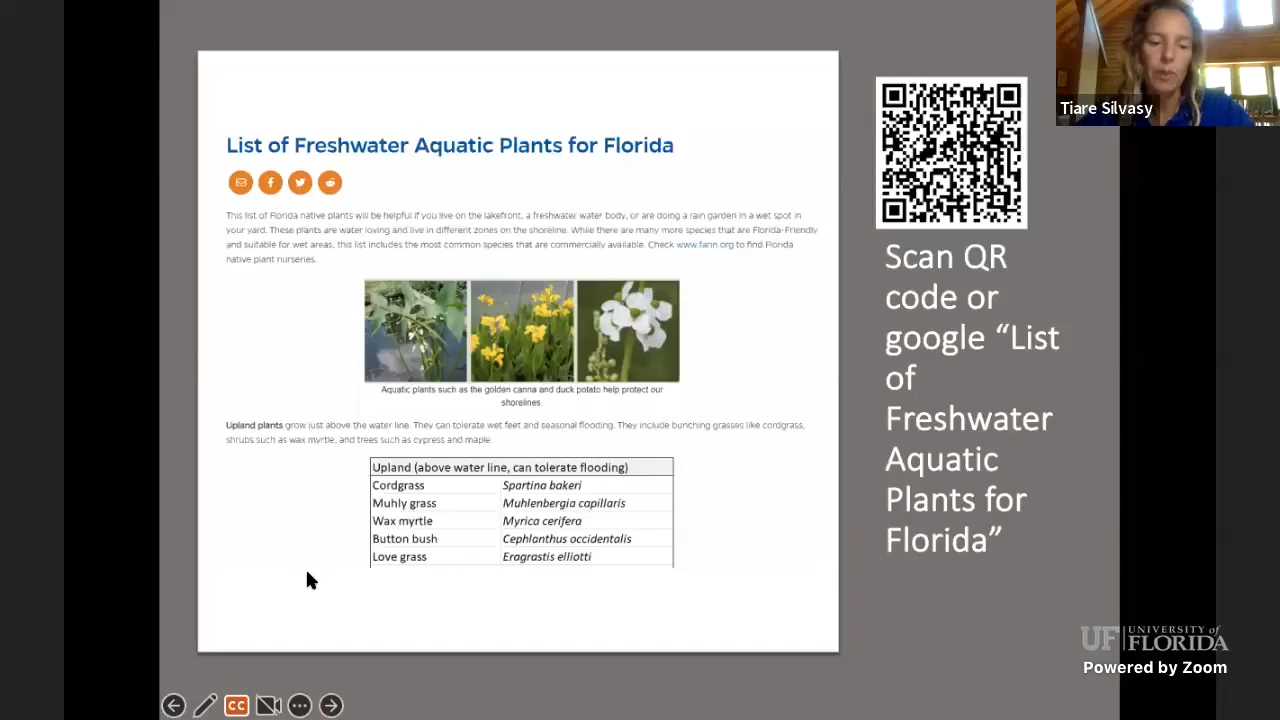 List of Freshwater Aquatic Plants for Florida
This list of Florida native plants will be helpful if you live on the lakefront, a freshwater water body, or are doing a rain garden in a wet spot in
your yard. These plants are water loving and live in different zones on the shoreline. While there are many more species that are Florida-Friendly
and suitable for wet areas, this list includes the most common species that are commercially available. Check www.fann.org to find Florida
native plant nurseries.
Aquatic plants such as the golden canna and duck potato help protect our
shorelines.
Upland plants grow just above the water line. They can tolerate wet feet and seasonal flooding. They include bunching grasses like cordgrass,
shrubs such as wax myrtle, and trees such as cypress and maple.
Upland (above water line, can tolerate flooding)
Cordgrass Spartina bakeri
Muhly grass Muhlenbergia capillaris
Wax myrtle Myrica cerifera
Button bush Cephlanthus occidentalis
Love grass Eragrastis elliotti
Scan QR
code or
google “List
of
Freshwater
Aquatic
Plants for
Florida”
Tiare Silvasy
UF UNIVERSITY of
FLORIDA
Powered by Zoom
CC